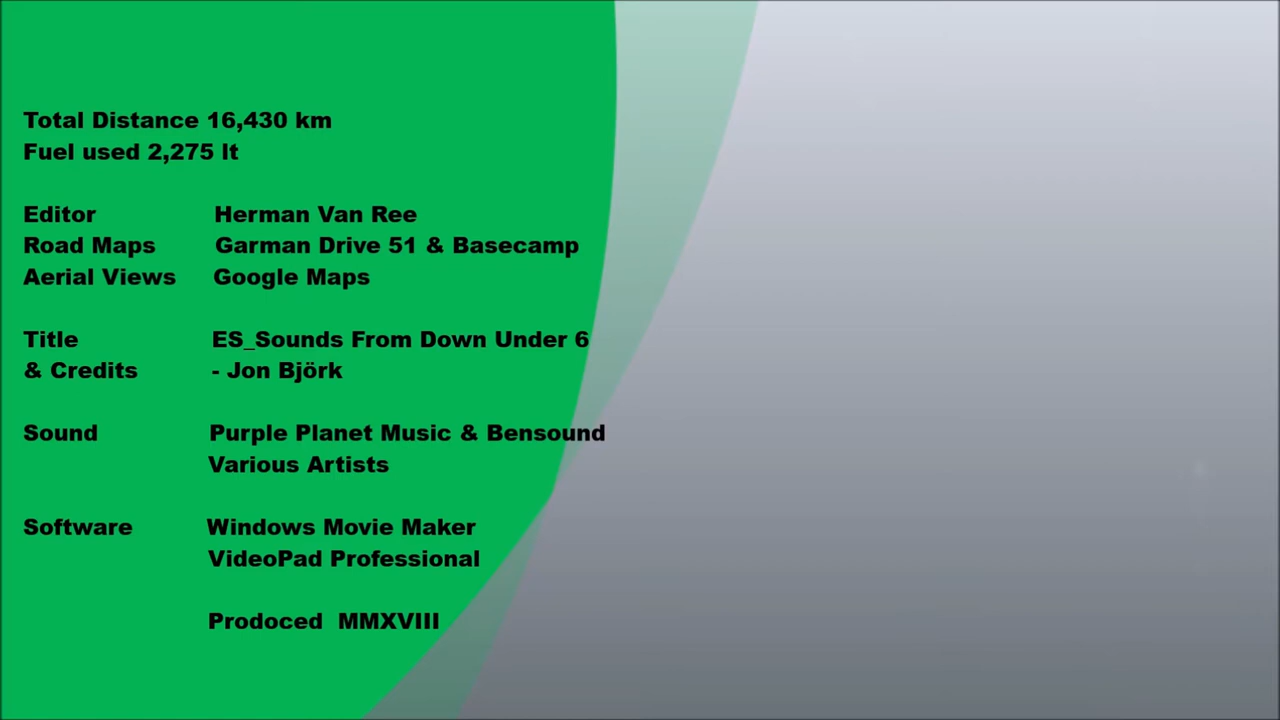 Total Distance 16,430 km
Fuel used 2,275 lt
Editor Herman Van Ree
Road Maps Garman Drive 51 & Basecamp
Aerial Views Google Maps
Title ES_Sounds From Down Under 6
& Credits - Jon Björk
Sound Purple Planet Music & Bensound
Various Artists
Software Windows Movie Maker
VideoPad Professional
Prodoced MMXVIII